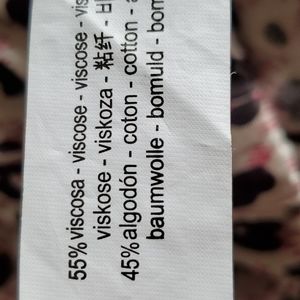 55% viscosa - viscose - viscose -
viskose - viskoza - 粘纤 -
45% algodón - coton - cotton -
baumwolle - bomuld -